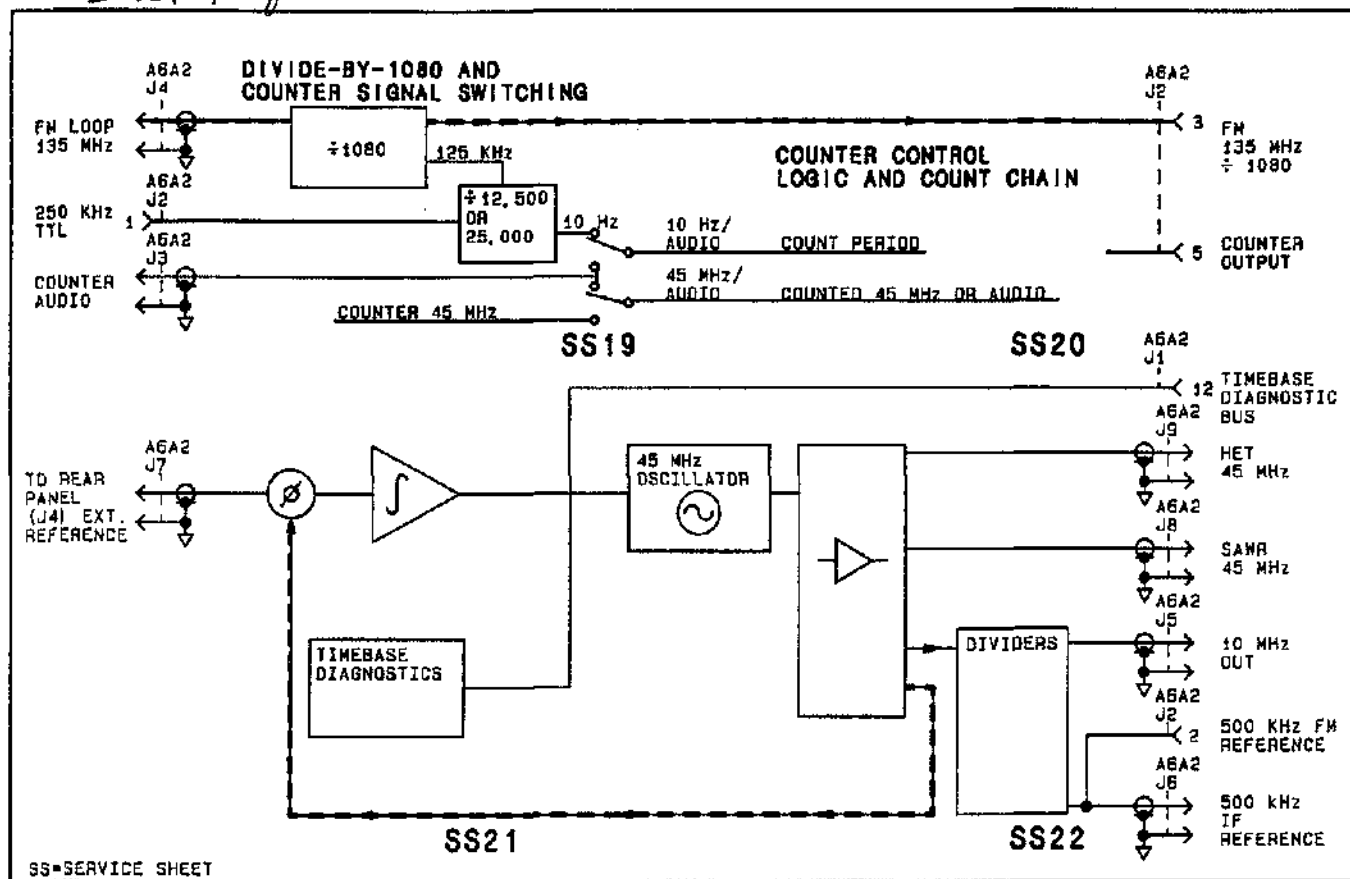 A6A2
J4
DIVIDE-BY-1080 AND
COUNTER SIGNAL SWITCHING
A6A2
J2
FM LOOP
135 MHz
÷1080
125 KHz
3
FM
135 MHz
÷ 1080
COUNTER CONTROL
LOGIC AND COUNT CHAIN
A6A2
J2
250 KHz
TTL
1
÷12,500
OR
25,000
10 Hz
10 Hz/
AUDIO
COUNT PERIOD
5
COUNTER
OUTPUT
A6A2
J3
COUNTER
AUDIO
45 MHz/
AUDIO
COUNTED 45 MHz OR AUDIO
COUNTER 45 MHz
SS19
SS20
A6A2
J1
12
TIMEBASE
DIAGNOSTIC
BUS
A6A2
J9
HET
45 MHz
A6A2
J7
TO REAR
PANEL
(J4) EXT.
REFERENCE
ø
∫
45 MHz
OSCILLATOR
A6A2
J8
SAWR
45 MHz
A6A2
J5
10 MHz
OUT
TIMEBASE
DIAGNOSTICS
DIVIDERS
A6A2
J2
2
500 KHz FM
REFERENCE
A6A2
J6
500 kHz
IF
REFERENCE
SS21
SS22
SS=SERVICE SHEET